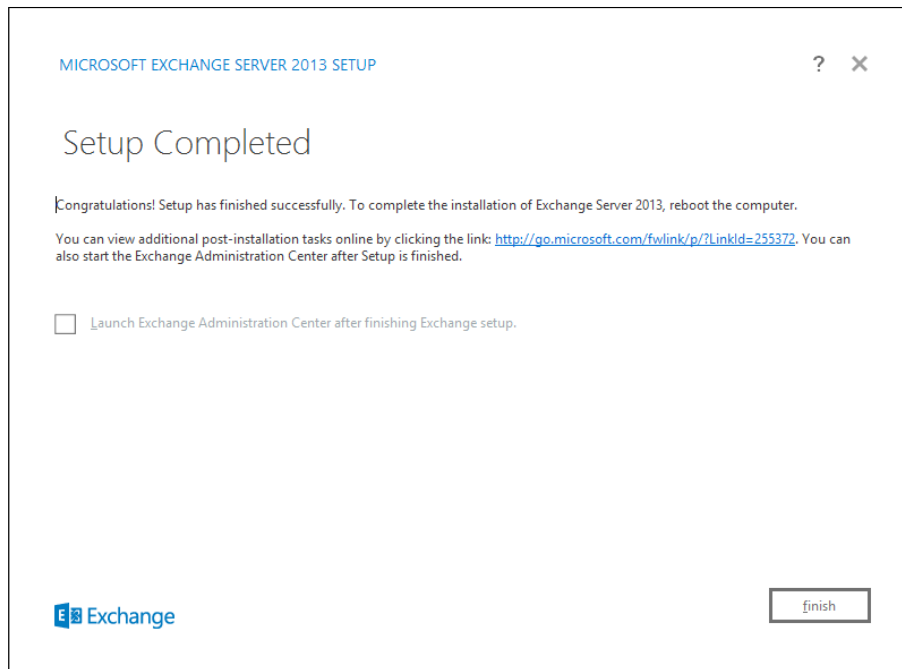 MICROSOFT EXCHANGE SERVER 2013 SETUP
?
Setup Completed
Congratulations! Setup has finished successfully. To complete the installation of Exchange Server 2013, reboot the computer.
You can view additional post-installation tasks online by clicking the link: http://go.microsoft.com/fwlink/p/?LinkId=255372. You can
also start the Exchange Administration Center after Setup is finished.
Launch Exchange Administration Center after finishing Exchange setup.
E Exchange
finish